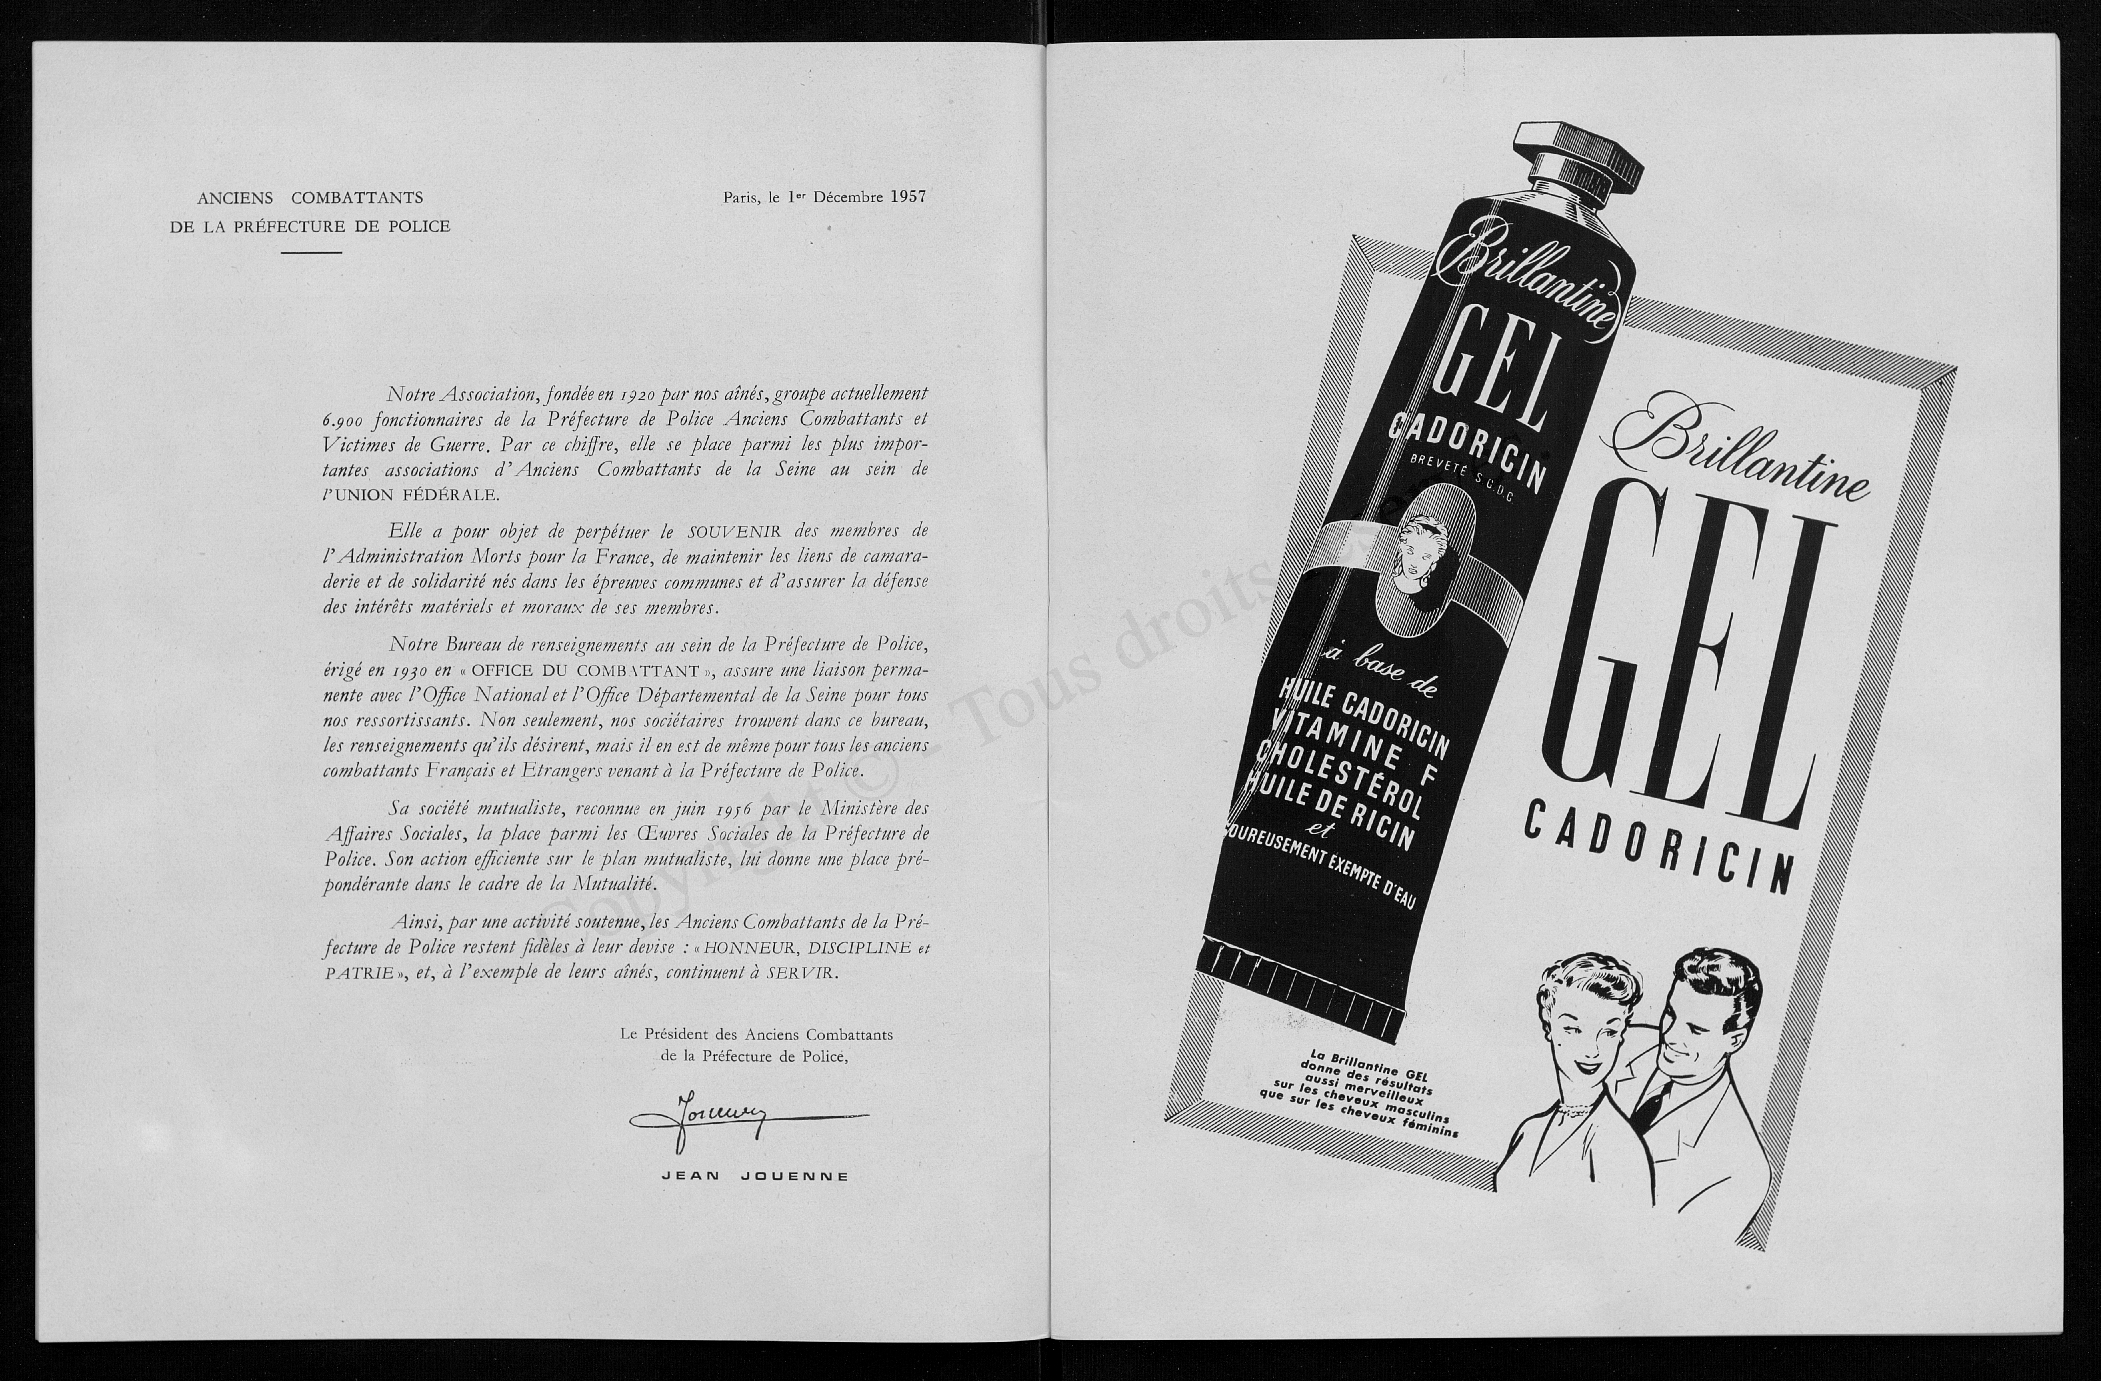 ANCIENS COMBATTANTS
DE LA PRÉFECTURE DE POLICE
Paris, le 1er Décembre 1957
Notre Association, fondée en 1920 par nos aînés, groupe actuellement
6.900 fonctionnaires de la Préfecture de Police Anciens Combattants et
Victimes de Guerre. Par ce chiffre, elle se place parmi les plus impor-
tantes associations d'Anciens Combattants de la Seine au sein de
l'UNION FÉDÉRALE.
Elle a pour objet de perpétuer le SOUVENIR des membres de
l'Administration Morts pour la France, de maintenir les liens de camara-
derie et de solidarité nés dans les épreuves communes et d'assurer la défense
des intérêts matériels et moraux de ses membres.
Notre Bureau de renseignements au sein de la Préfecture de Police,
érigé en 1930 en « OFFICE DU COMBATTANT », assure une liaison perma-
nente avec l'Office National et l'Office Départemental de la Seine pour tous
nos ressortissants. Non seulement, nos sociétaires trouvent dans ce bureau,
les renseignements qu'ils désirent, mais il en est de même pour tous les anciens
combattants Français et Etrangers venant à la Préfecture de Police.
Sa société mutualiste, reconnue en juin 1956 par le Ministère des
Affaires Sociales, la place parmi les Œuvres Sociales de la Préfecture de
Police. Son action efficiente sur le plan mutualiste, lui donne une place pré-
pondérante dans le cadre de la Mutualité.
Ainsi, par une activité soutenue, les Anciens Combattants de la Pré-
fecture de Police restent fidèles à leur devise : « HONNEUR, DISCIPLINE et
PATRIE », et, à l'exemple de leurs aînés, continuent à SERVIR.
Le Président des Anciens Combattants
de la Préfecture de Police,
Jouenne
JEAN JOUENNE
Brillantine
GEL
CADORICIN
BREVETÉ S.G.D.G.
à base de
HUILE CADORICIN
VITAMINE F
CHOLESTÉROL
HUILE DE RICIN
et
OUREUSEMENT EXEMPTE D'EAU
Brillantine
GEL
CADORICIN
La Brillantine GEL
donne des résultats
aussi merveilleux
sur les cheveux masculins
que sur les cheveux féminins
Copyright © Tous droits